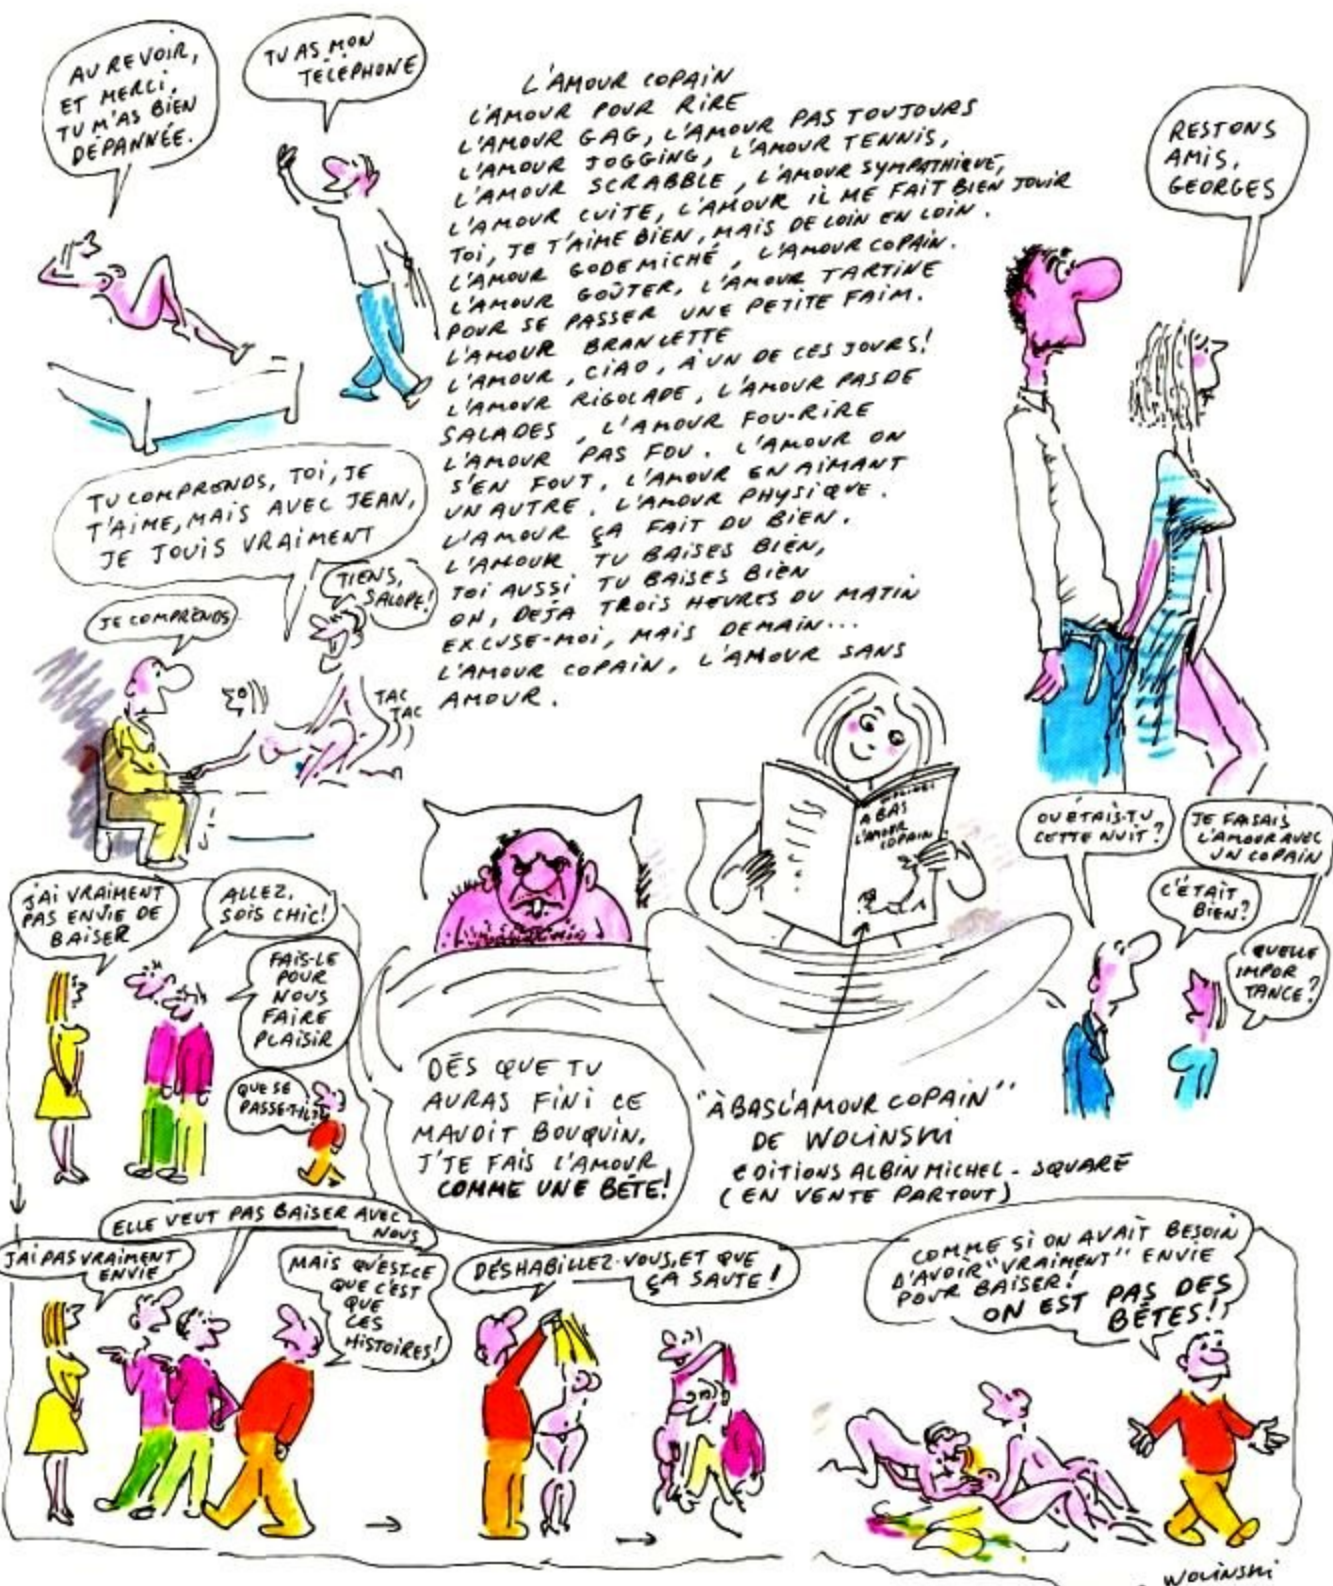 AU REVOIR,
ET MERCI,
TU M'AS BIEN
DÉPANNÉE.
TU AS MON
TÉLÉPHONE
L'AMOUR COPAIN
L'AMOUR POUR RIRE
L'AMOUR GAG, L'AMOUR PAS TOUJOURS
L'AMOUR JOGGING, L'AMOUR TENNIS,
L'AMOUR SCRABBLE, L'AMOUR SYMPATHIQUE,
L'AMOUR CUITE, L'AMOUR IL ME FAIT BIEN JOUIR
TOI, JE T'AIME BIEN, MAIS DE LOIN EN LOIN.
L'AMOUR GODEMICHÉ, L'AMOUR COPAIN.
L'AMOUR GOÛTER, L'AMOUR TARTINE
POUR SE PASSER UNE PETITE FAIM.
L'AMOUR BRANLETTE
L'AMOUR, CIAO, À UN DE CES JOURS!
L'AMOUR RIGOLADE, L'AMOUR PAS DE
SALADES, L'AMOUR FOU-RIRE
L'AMOUR PAS FOU. L'AMOUR ON
S'EN FOUT, L'AMOUR EN AIMANT
UN AUTRE. L'AMOUR PHYSIQUE.
L'AMOUR ÇA FAIT DU BIEN.
L'AMOUR TU BAISES BIEN,
TOI AUSSI TU BAISES BIEN
OH, DEJA TROIS HEURES DU MATIN
EXCUSE-MOI, MAIS DEMAIN...
L'AMOUR COPAIN, L'AMOUR SANS
AMOUR.
RESTONS
AMIS,
GEORGES
TU COMPRENDS, TOI, JE
T'AIME, MAIS AVEC JEAN,
JE JOUIS VRAIMENT
TIENS,
SALOPE!
JE COMPRENDS
TAC
TAC
WOLINSKI
A BAS
L'AMOUR
COPAIN
OU ÉTAIS-TU
CETTE NUIT?
JE FAISAIS
L'AMOUR AVEC
UN COPAIN
C'ÉTAIT
BIEN?
QUELLE
IMPOR
TANCE?
J'AI VRAIMENT
PAS ENVIE DE
BAISER
ALLEZ,
SOIS CHIC!
FAIS-LE
POUR
NOUS
FAIRE
PLAISIR
QUE SE
PASSE-T-IL?
DÉS QUE TU
AURAS FINI CE
MAUDIT BOUQUIN,
J'TE FAIS L'AMOUR
COMME UNE BÊTE!
"À BAS L'AMOUR COPAIN"
DE WOLINSKI
EDITIONS ALBIN MICHEL - SQUARE
(EN VENTE PARTOUT)
ELLE VEUT PAS BAISER AVEC
NOUS
J'AI PAS VRAIMENT
ENVIE
MAIS QU'EST-CE
QUE C'EST
QUE
CES
HISTOIRES!
DÉSHABILLEZ-VOUS, ET QUE
ÇA SAUTE!
COMME SI ON AVAIT BESOIN
D'AVOIR "VRAIMENT" ENVIE
POUR BAISER!
ON EST PAS DES
BÊTES!!
WOLINSKI